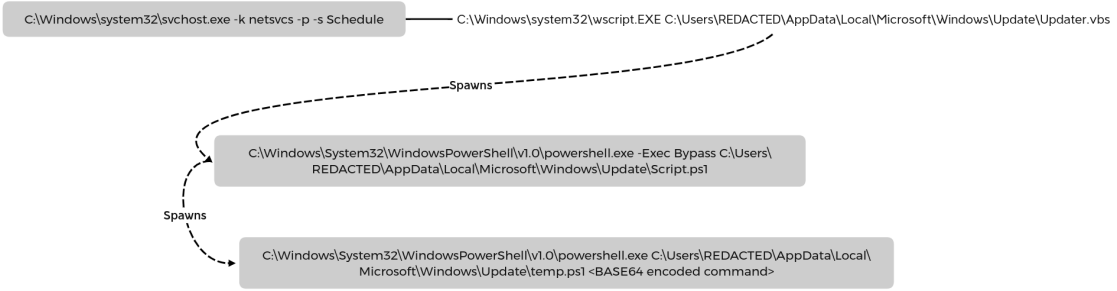 C:\Windows\system32\svchost.exe -k netsvcs -p -s Schedule
C:\Windows\system32\wscript.EXE C:\Users\REDACTED\AppData\Local\Microsoft\Windows\Update\Updater.vbs
Spawns
C:\Windows\System32\WindowsPowerShell\v1.0\powershell.exe -Exec Bypass C:\Users\
REDACTED\AppData\Local\Microsoft\Windows\Update\Script.ps1
Spawns
C:\Windows\System32\WindowsPowerShell\v1.0\powershell.exe C:\Users\REDACTED\AppData\Local\
Microsoft\Windows\Update\temp.ps1 <BASE64 encoded command>